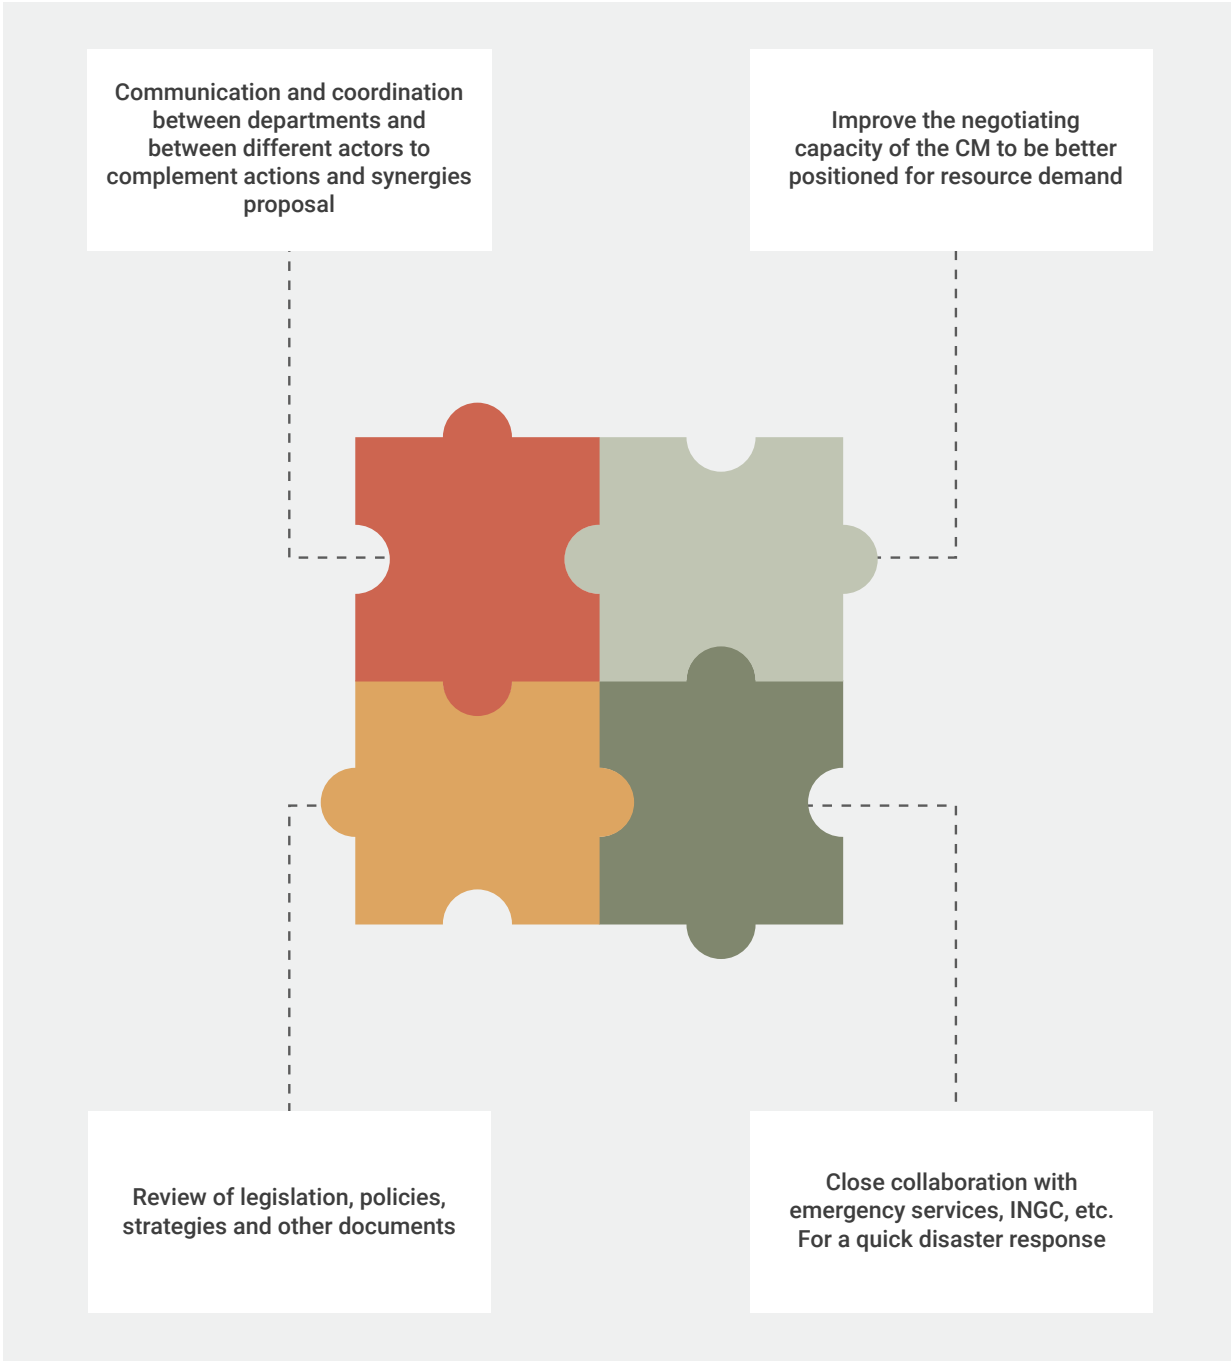 Communication and coordination
between departments and
between different actors to
complement actions and synergies
proposal
Improve the negotiating
capacity of the CM to be better
positioned for resource demand
Review of legislation, policies,
strategies and other documents
Close collaboration with
emergency services, INGC, etc.
For a quick disaster response